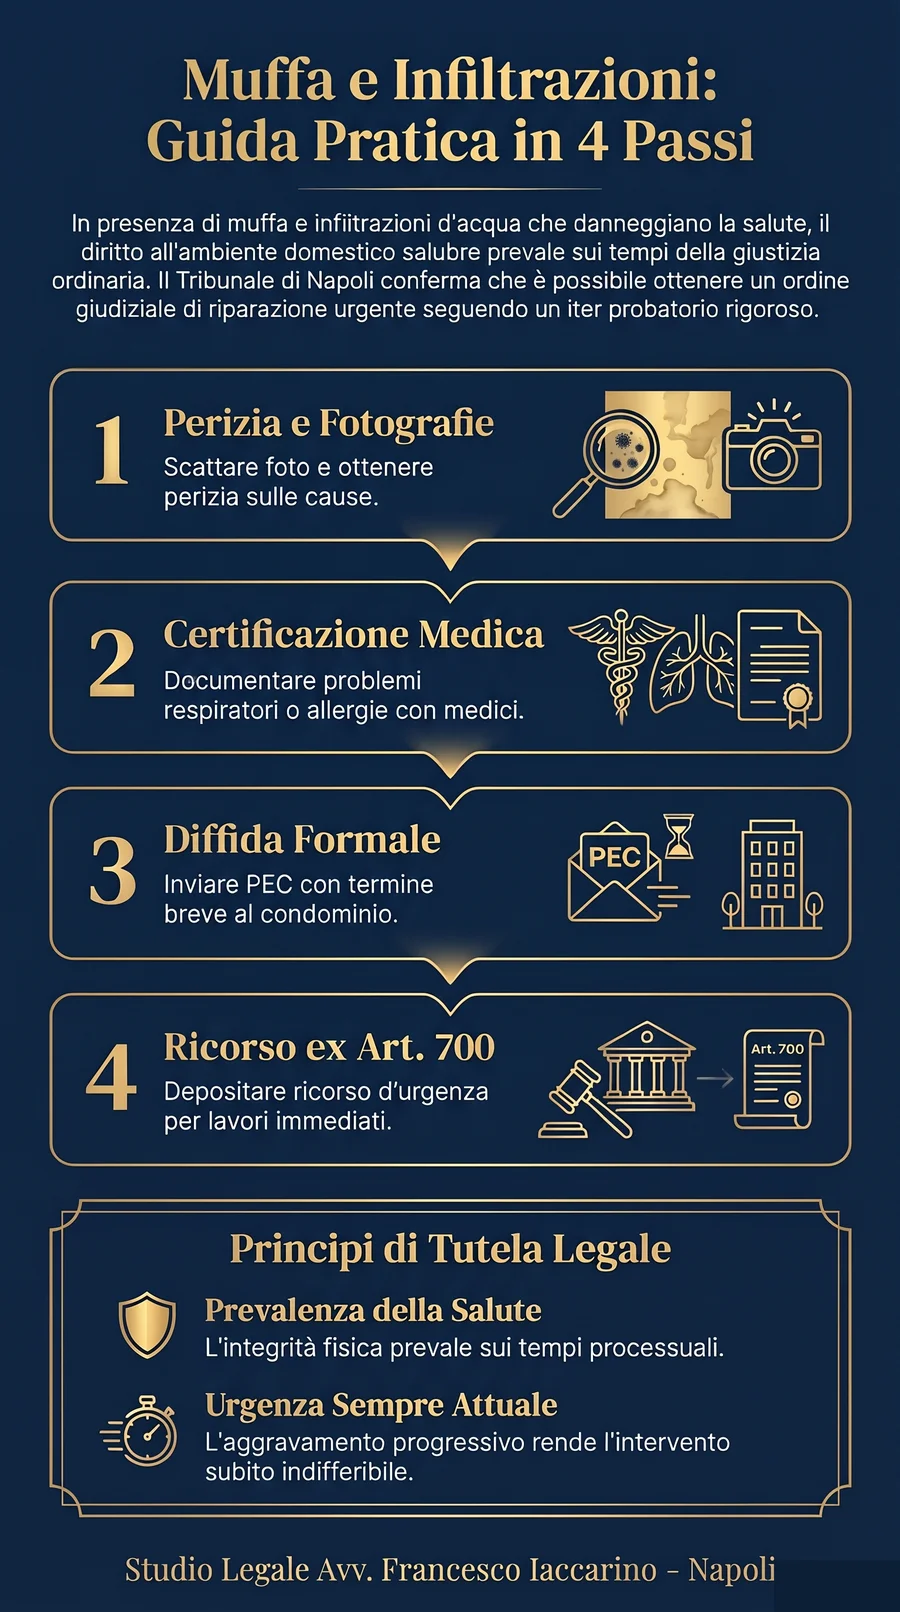 Muffa e Infiltrazioni:
Guida Pratica in 4 Passi
In presenza di muffa e infiitrazioni d'acqua che danneggiano la salute, il
diritto all'ambiente domestico salubre prevale sui tempi della giustizia
ordinaria. Il Tribunale di Napoli conferma che è possibile ottenere un ordine
giudiziale di riparazione urgente seguendo un iter probatorio rigoroso.
1
Perizia e Fotografie
Scattare foto e ottenere
perizia sulle cause.
2
Certificazione Medica
Documentare problemi
respiratori o allergie con medici.
3
Diffida Formale
Inviare PEC con termine
breve al condominio.
PEC
4
Ricorso ex Art. 700
Depositare ricorso d’urgenza
per lavori immediati.
Art. 700
Principi di Tutela Legale
Prevalenza della Salute
L'integrità fisica prevale sui tempi processuali.
Urgenza Sempre Attuale
L'aggravamento progressivo rende l'intervento
subito indifferibile.
Studio Legale Avv. Francesco Iaccarino - Napoli